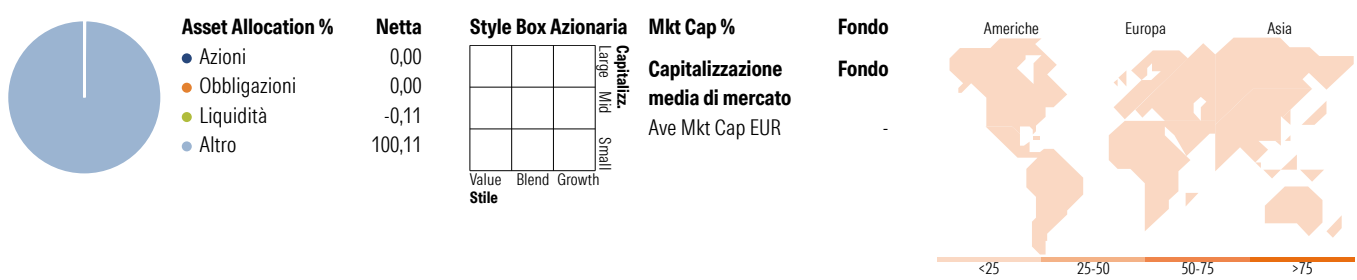 Asset Allocation % Netta
Azioni 0,00
Obbligazioni 0,00
Liquidità -0,11
Altro 100,11
Style Box Azionaria
Large Mid Small
Capitalizz.
Value Blend Growth
Stile
Mkt Cap % Fondo
Capitalizzazione Fondo
media di mercato
Ave Mkt Cap EUR -
Americhe Europa Asia
<25 25-50 50-75 >75